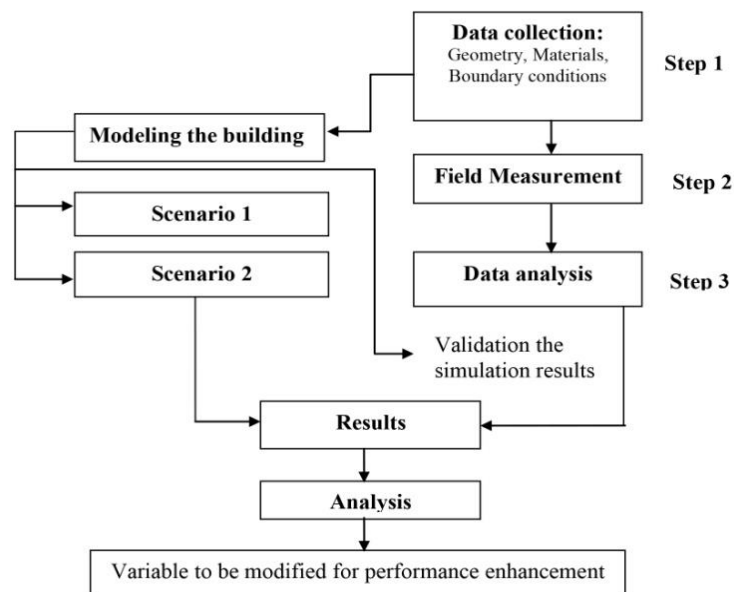 Data collection:
Geometry, Materials,
Boundary conditions
Step 1
Modeling the building
Field Measurement
Step 2
Scenario 1
Scenario 2
Data analysis
Step 3
Validation the
simulation results
Results
Analysis
Variable to be modified for performance enhancement